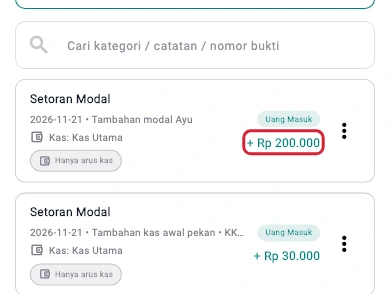 Cari kategori / catatan / nomor bukti
Setoran Modal
2026-11-21 • Tambahan modal Ayu
Uang Masuk
Kas: Kas Utama
+ Rp 200.000
Hanya arus kas
Setoran Modal
2026-11-21 • Tambahan kas awal pekan • KK...
Uang Masuk
Kas: Kas Utama
+ Rp 30.000
Hanya arus kas